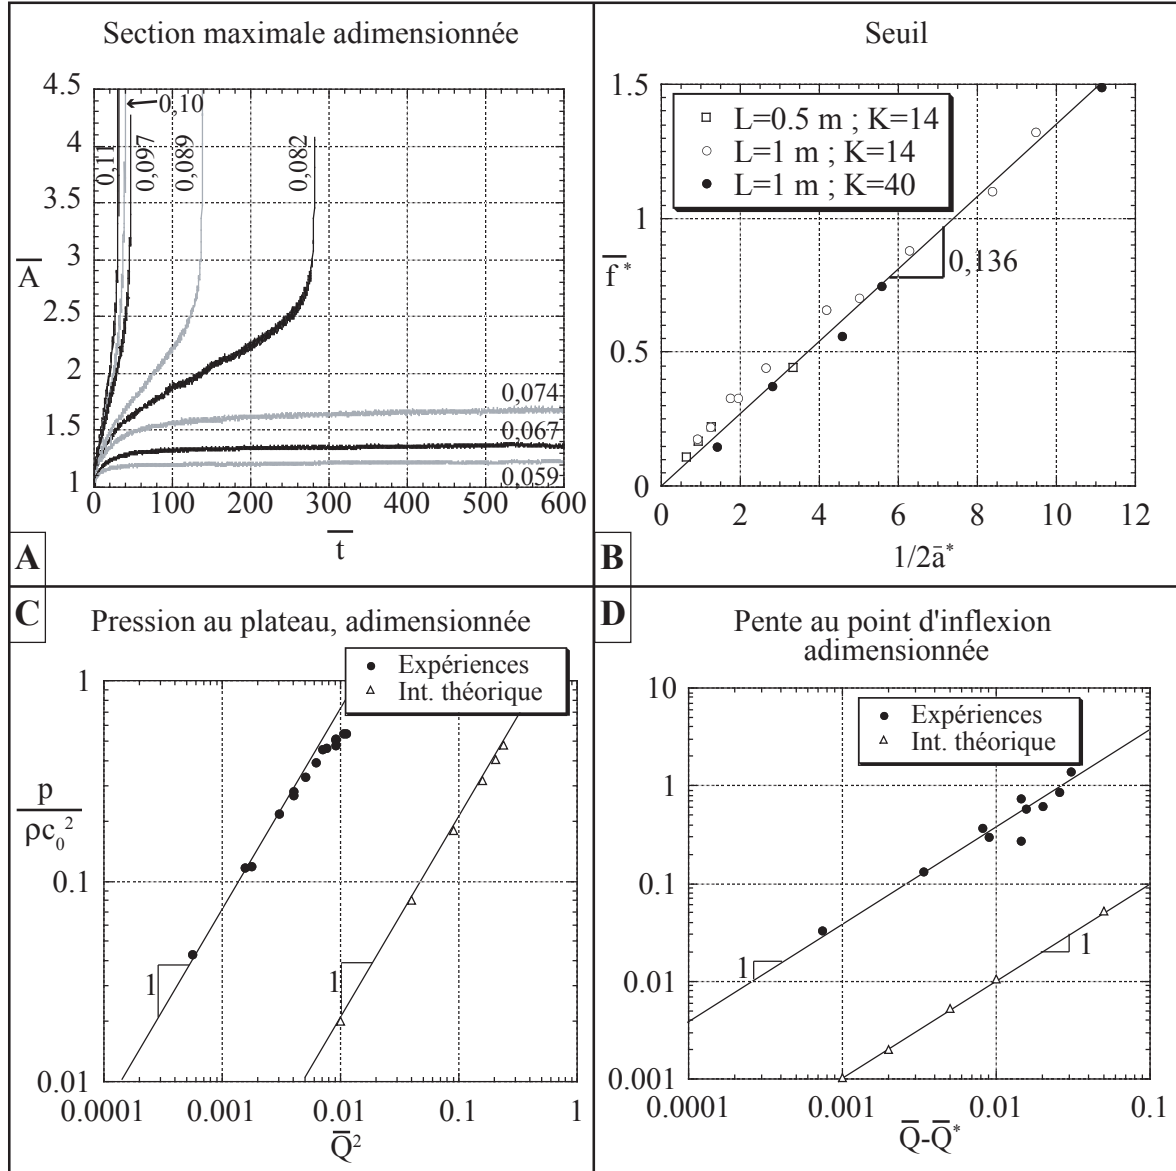 Section maximale adimensionnée
4.5
4
3.5
3
2.5
2
1.5
1
A
0,11
0,10
0,097
0,089
0,082
0,074
0,067
0,059
0 100 200 300 400 500 600
t
A
Seuil
1.5
1
0.5
0
f*
L=0.5 m ; K=14
L=1 m ; K=14
L=1 m ; K=40
0,136
0 2 4 6 8 10 12
1/2a*
B
C
Pression au plateau, adimensionnée
Expériences
Int. théorique
1
0.1
0.01
p
ρc₀²
1
1
0.0001 0.001 0.01 0.1 1
Q²
D
Pente au point d'inflexion
adimensionnée
Expériences
Int. théorique
10
1
0.1
0.01
0.001
1
1
0.0001 0.001 0.01 0.1
Q-Q*